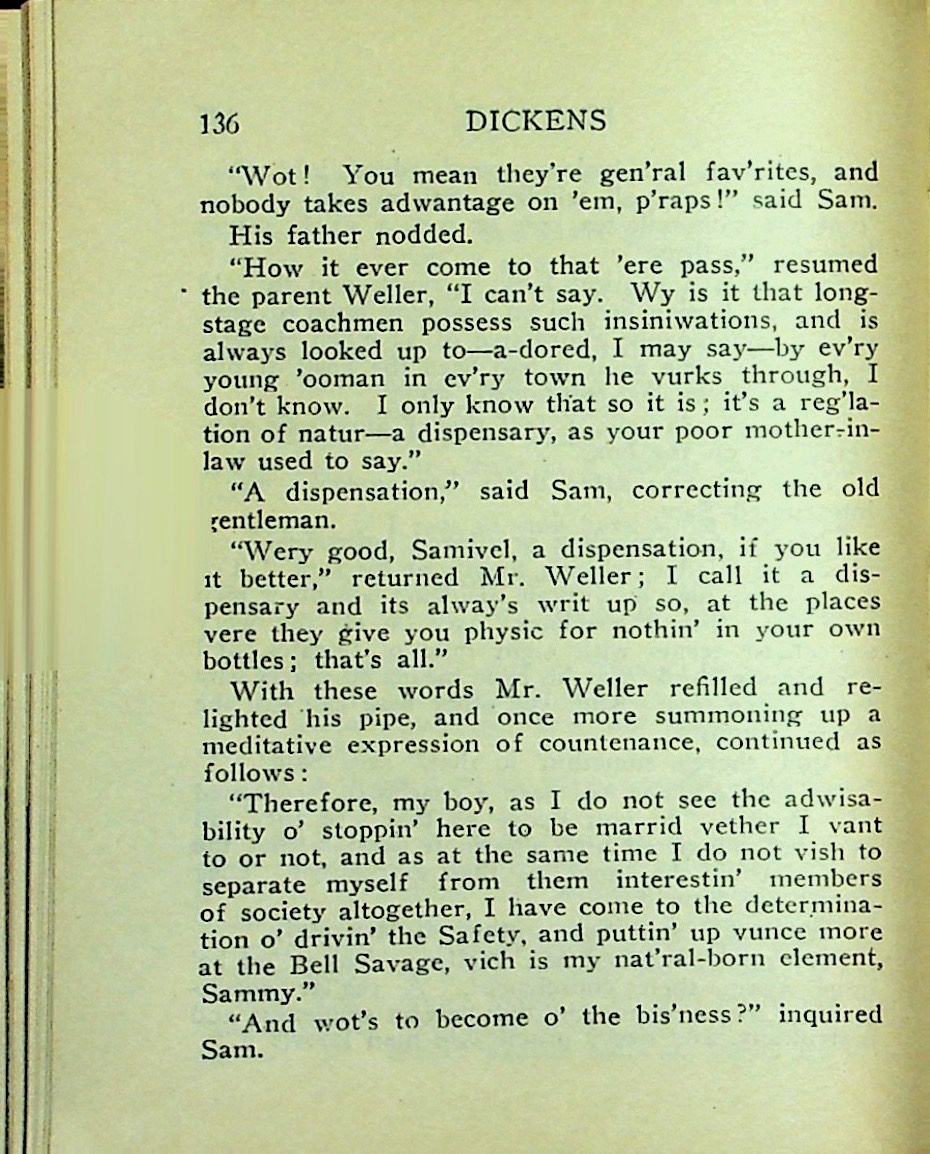 136 DICKENS
“Wot! You mean they're gen'ral fav'rites, and
nobody takes adwantage on 'em, p'raps!” said Sam.
His father nodded.
“How it ever come to that 'ere pass,” resumed
the parent Weller, “I can't say. Wy is it that long-
stage coachmen possess such insiniwations, and is
always looked up to—a-dored, I may say—by ev'ry
young 'ooman in ev'ry town he vurks through, I
don't know. I only know that so it is; it's a reg'la-
tion of natur—a dispensary, as your poor mother-in-
law used to say.”
“A dispensation,” said Sam, correcting the old
gentleman.
“Wery good, Samivel, a dispensation, if you like
it better,” returned Mr. Weller; I call it a dis-
pensary and its alway's writ up so, at the places
vere they give you physic for nothin' in your own
bottles; that's all.”
With these words Mr. Weller refilled and re-
lighted his pipe, and once more summoning up a
meditative expression of countenance, continued as
follows:
“Therefore, my boy, as I do not see the adwisa-
bility o' stoppin' here to be marrid vether I vant
to or not, and as at the same time I do not vish to
separate myself from them interestin' members
of society altogether, I have come to the determina-
tion o' drivin' the Safety, and puttin' up vunce more
at the Bell Savage, vich is my nat'ral-born element,
Sammy.”
“And wot's to become o' the bis'ness?” inquired
Sam.